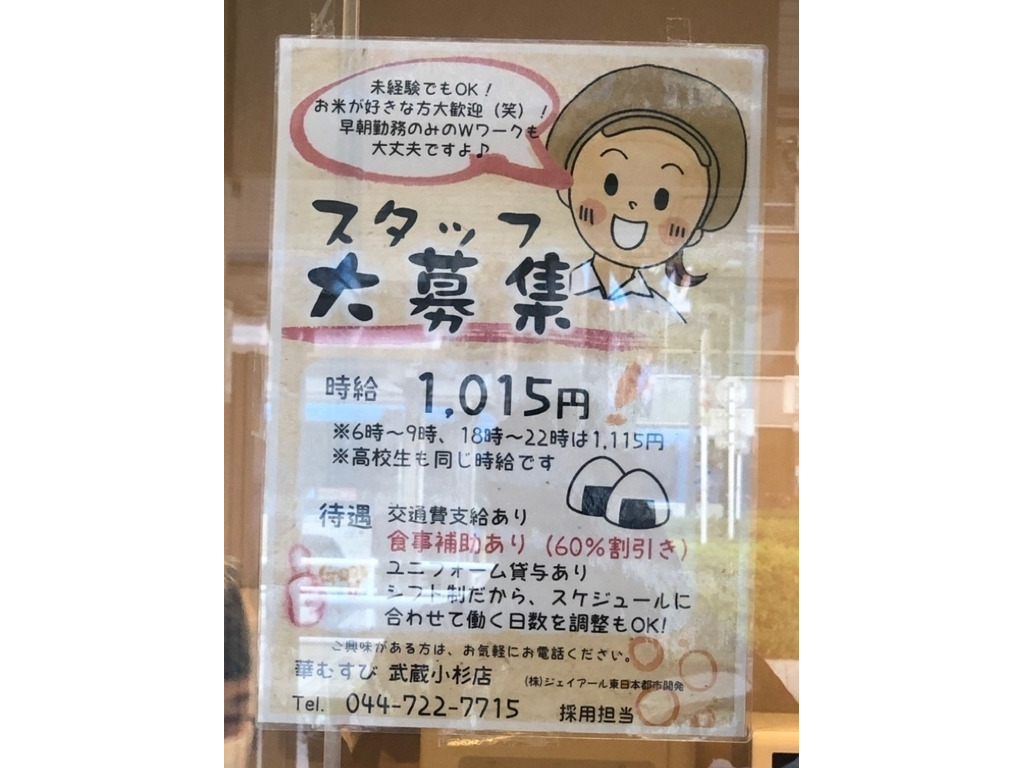 未経験でもOK！
お米が好きな方大歓迎（笑）！
早朝勤務のみのWワークも
大丈夫ですよ♪
スタッフ
大募集
時給 1,015円！
※6時～9時、18時～22時は1,115円
※高校生も同じ時給です
待遇 交通費支給あり
食事補助あり（60%割引き）
ユニフォーム貸与あり
シフト制だから、スケジュールに
合わせて働く日数を調整もOK!
ご興味がある方は、お気軽にお電話ください。
華むすび 武蔵小杉店 (株)ジェイアール東日本都市開発
Tel. 044-722-7715 採用担当